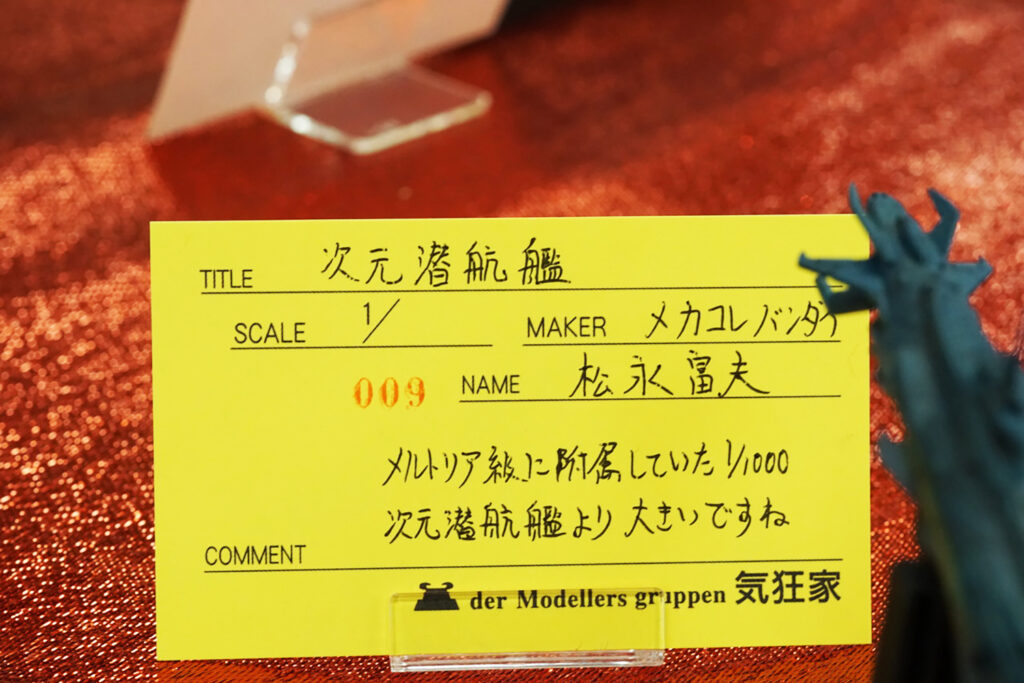 TITLE 次元潜航艦
SCALE 1/ MAKER メカコレ バンダイ
009 NAME 松永富夫
メルトリア級に附属していた 1/1000
次元潜航艦より大きいですね
COMMENT
der Modellers gruppen 気狂家